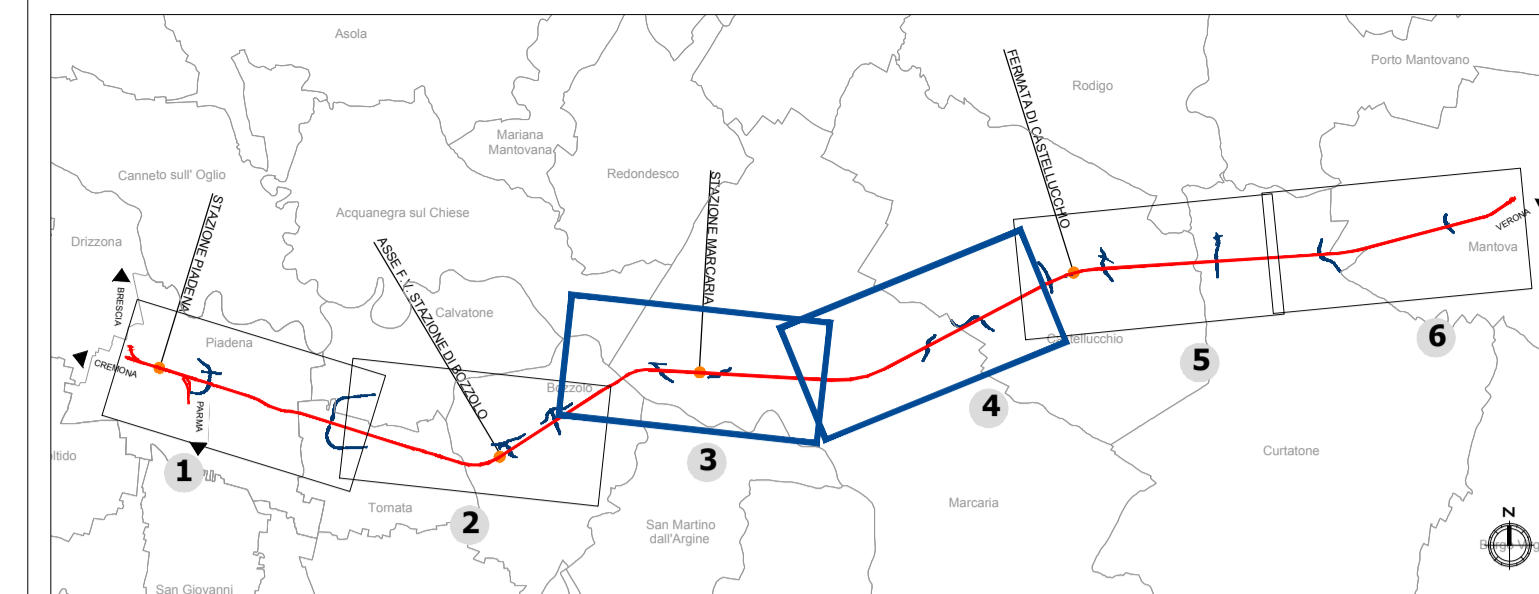 Asola
Porto Mantovano
Rodigo
FERMATA DI CASTELLUCCHIO
Mariana
Mantovana
Canneto sull' Oglio
Redondesco
STAZIONE MARCARIA
STAZIONE PIADENA
Acquanegra sul Chiese
Drizzona
ASSE F.V. STAZIONE DI BOZZOLO
VERONA
Mantova
BRESCIA
Calvatone
Piadena
CREMONA
Bozzolo
Castellucchio
6
5
PARMA
4
3
1
2
Curtatone
Marcaria
Tornata
San Martino
dall'Argine
N
San Giovanni